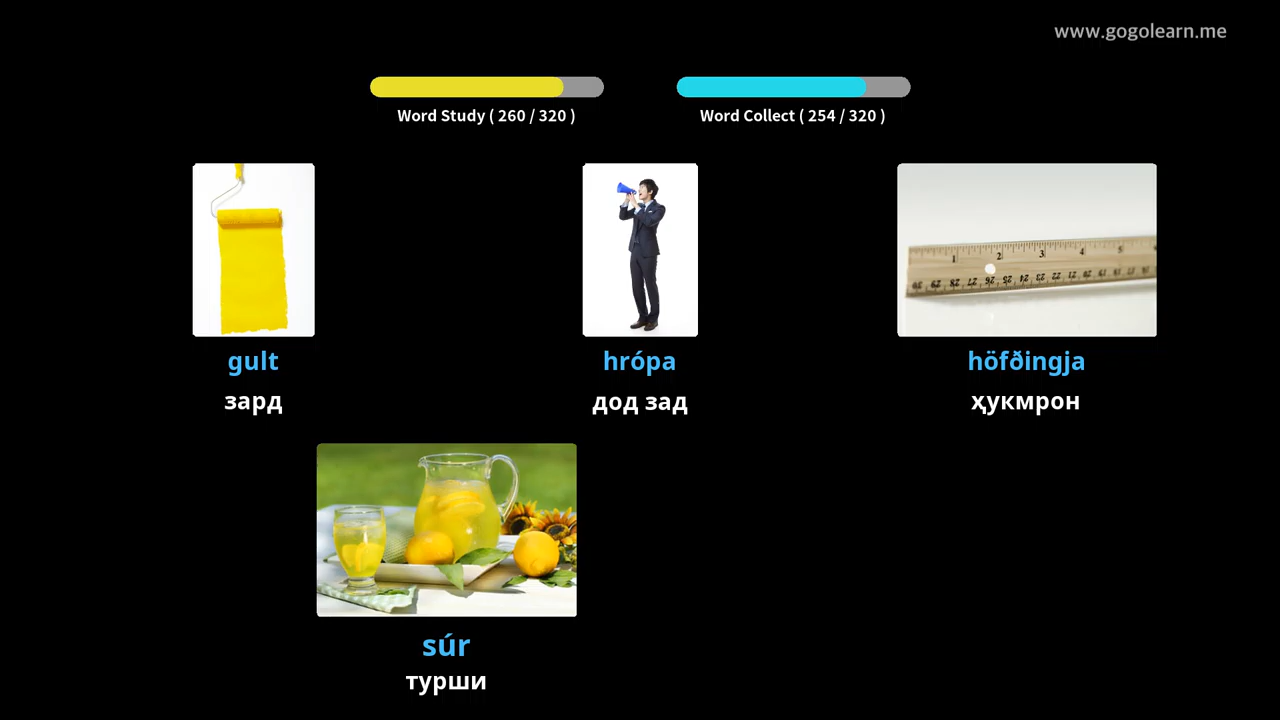 www.gogolearn.me
Word Study ( 260 / 320 )
Word Collect ( 254 / 320 )
gult
hrópa
höfðingja
зард
дод зад
ҳукмрон
súr
турши